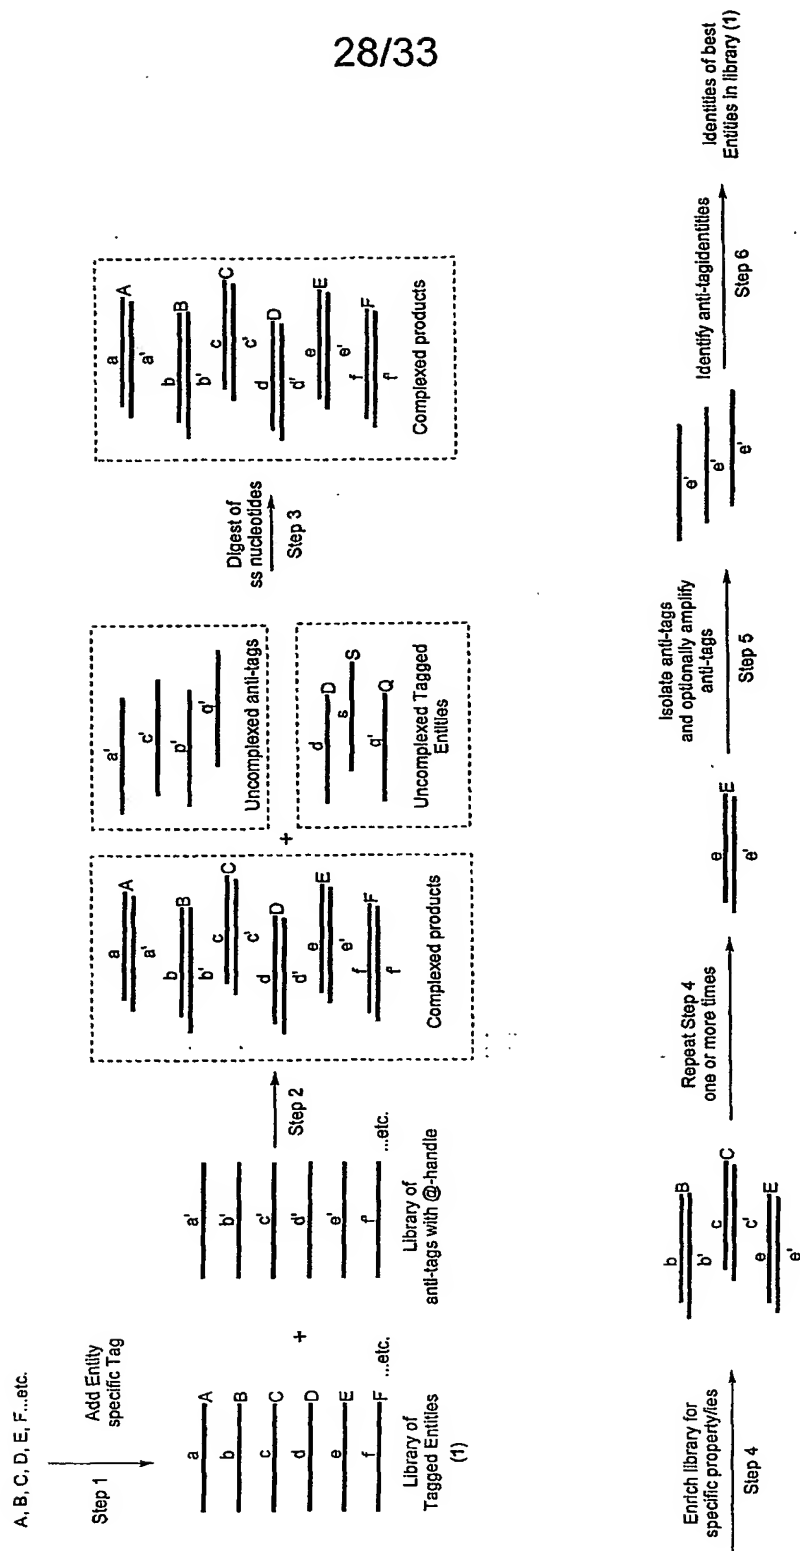 28/33
A, B, C, D, E, F...etc.
Step 1
Add Entity
specific Tag
a
A
b
B
c
C
d
D
e
E
f
F
...etc.
Library of
Tagged Entities
(1)
+
a'
b'
c'
d'
e'
f'
...etc.
Library of
anti-tags with @-handle
Step 2
a
A
a'
b
B
b'
c
C
c'
d
D
d'
e
E
e'
f
F
f'
Complexed products
+
a'
c'
p'
q'
Uncomplexed anti-tags
d
D
s
S
q'
Q
Uncomplexed Tagged
Entities
Digest of
ss nucleotides
Step 3
a
A
a'
b
B
b'
c
C
c'
d
D
d'
e
E
e'
f
F
f'
Complexed products
Enrich library for
specific property/ies
Step 4
b
B
b'
c
C
c'
e
E
e'
Repeat Step 4
one or more times
e
E
e'
Isolate anti-tags
and optionally amplify
anti-tags
Step 5
e'
e'
e'
Identify anti-tagidentities
Step 6
Identities of best
Entities in library (1)